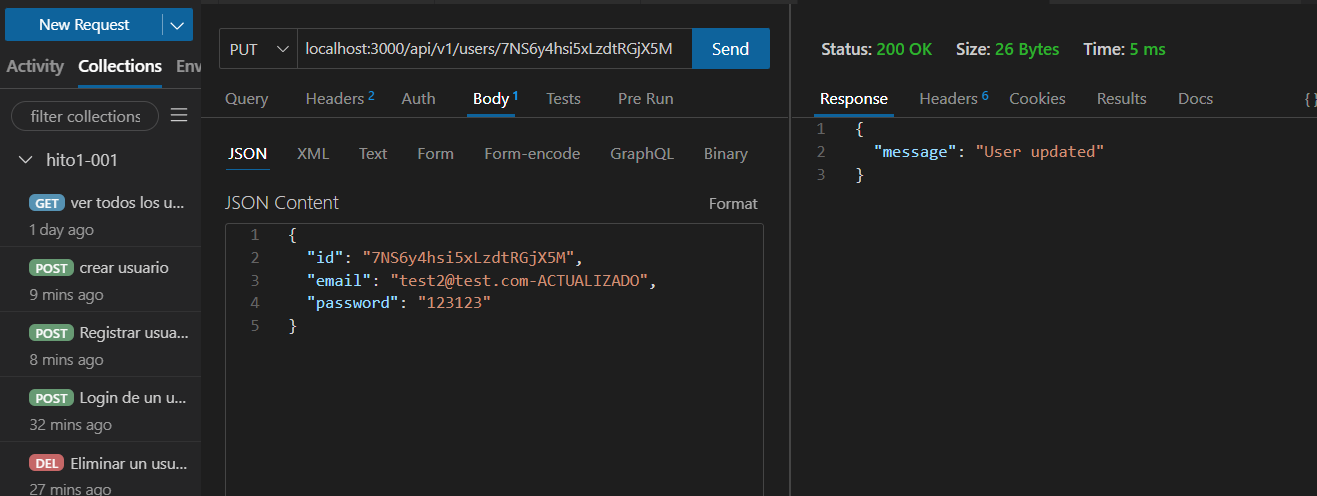 New Request
Activity Collections Env
filter collections
hito1-001
GET ver todos los u...
1 day ago
POST crear usuario
9 mins ago
POST Registrar usua...
8 mins ago
POST Login de un u...
32 mins ago
DEL Eliminar un usu...
27 mins ago
PUT localhost:3000/api/v1/users/7NS6y4hsi5xLzdtRGjX5M Send
Query Headers 2 Auth Body 1 Tests Pre Run
JSON XML Text Form Form-encode GraphQL Binary
JSON Content Format
1 {
2 "id": "7NS6y4hsi5xLzdtRGjX5M",
3 "email": "test2@test.com-ACTUALIZADO",
4 "password": "123123"
5 }
Status: 200 OK Size: 26 Bytes Time: 5 ms
Response Headers 6 Cookies Results Docs { }
1 {
2 "message": "User updated"
3 }